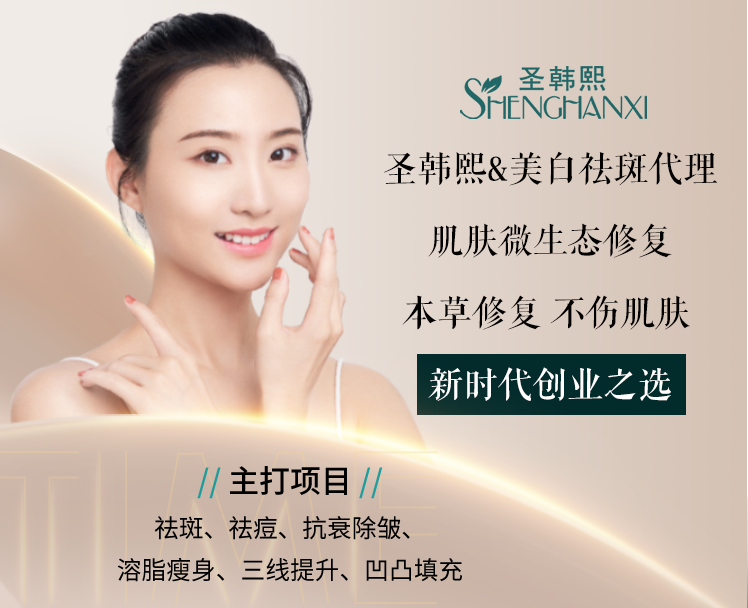 圣韩熙
SHENGHANXI
圣韩熙&美白祛斑代理
肌肤微生态修复
本草修复 不伤肌肤
新时代创业之选
// 主打项目 //
祛斑、祛痘、抗衰除皱、
溶脂瘦身、三线提升、凹凸填充
TIME